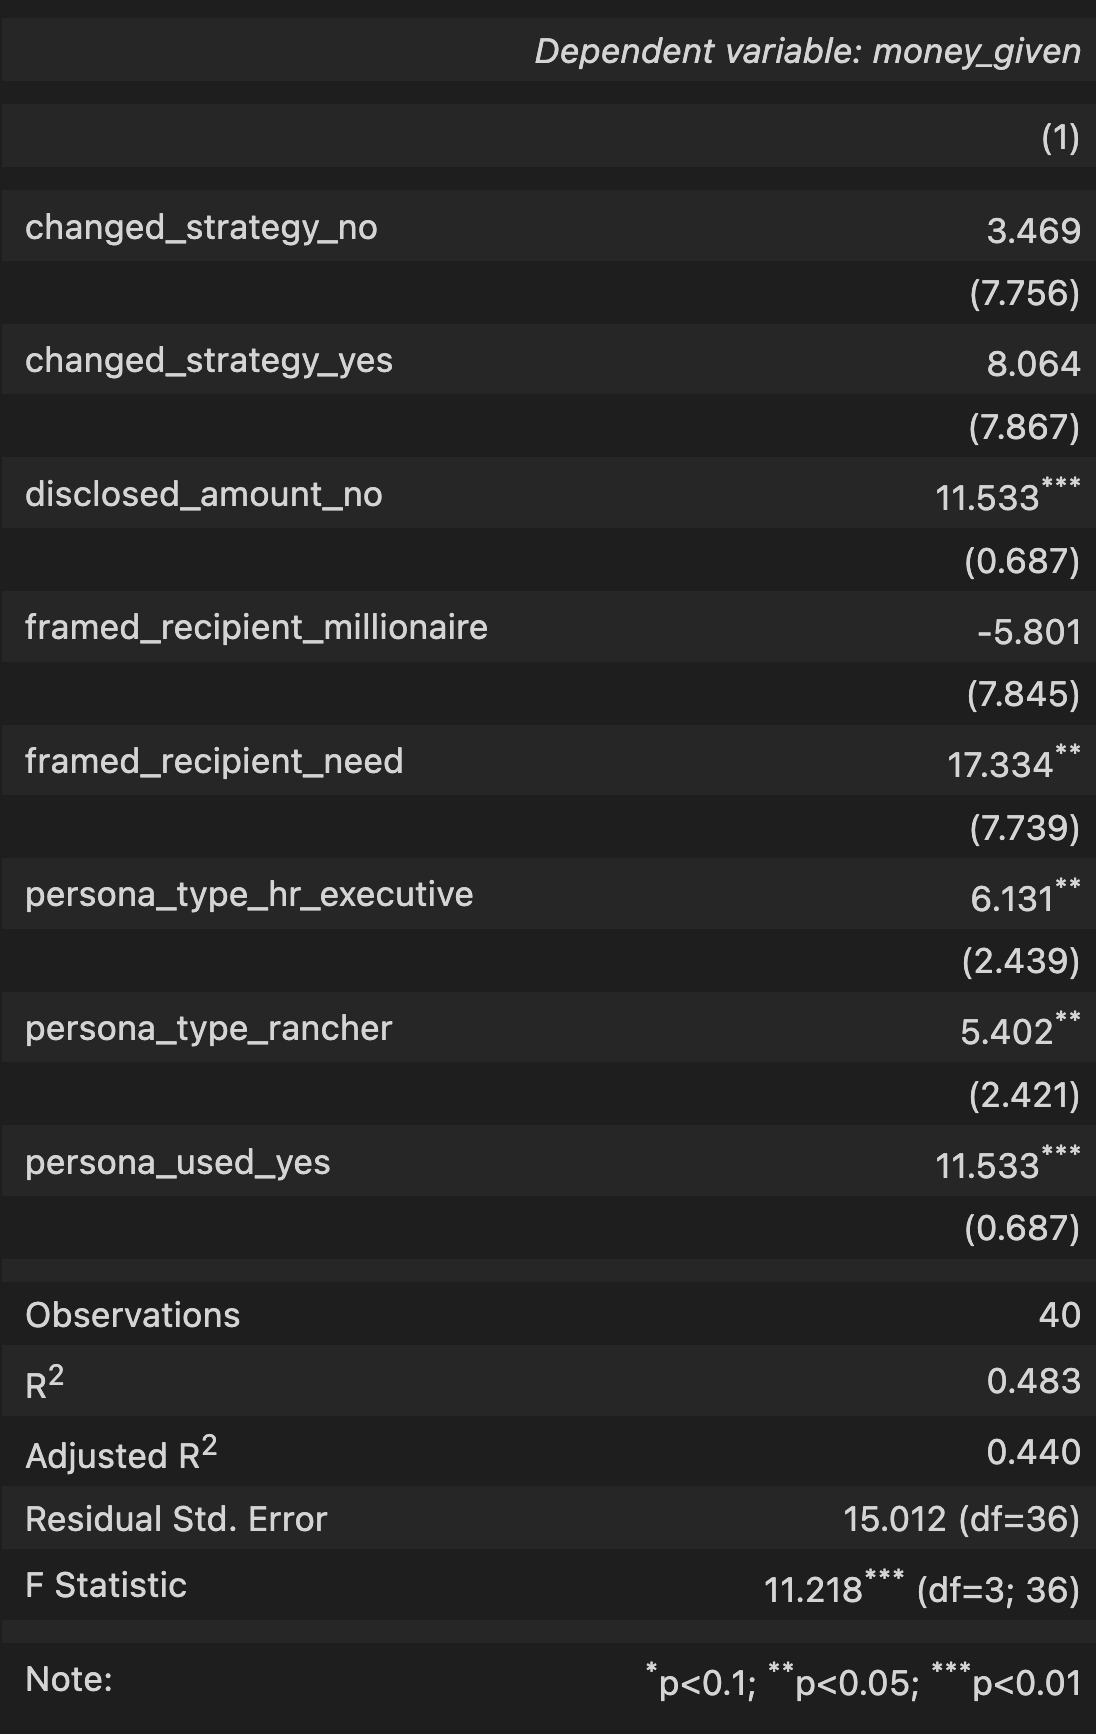 Dependent variable: money_given
(1)
changed_strategy_no 3.469
(7.756)
changed_strategy_yes 8.064
(7.867)
disclosed_amount_no 11.533***
(0.687)
framed_recipient_millionaire -5.801
(7.845)
framed_recipient_need 17.334**
(7.739)
persona_type_hr_executive 6.131**
(2.439)
persona_type_rancher 5.402**
(2.421)
persona_used_yes 11.533***
(0.687)
Observations 40
R² 0.483
Adjusted R² 0.440
Residual Std. Error 15.012 (df=36)
F Statistic 11.218*** (df=3; 36)
Note: *p<0.1; **p<0.05; ***p<0.01